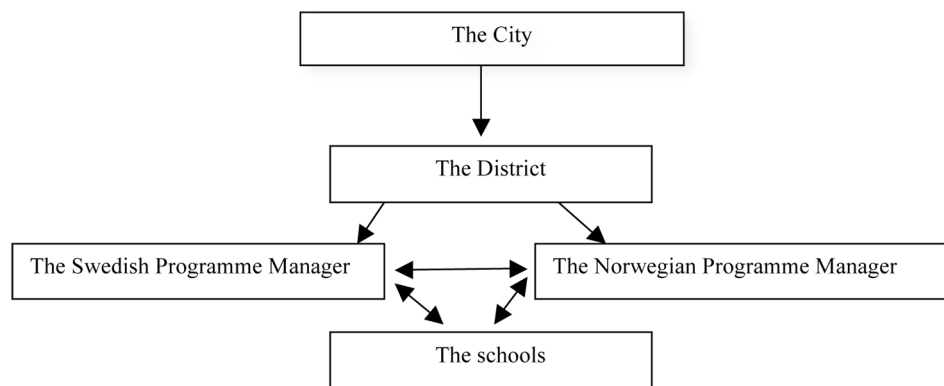 The City
The District
The Swedish Programme Manager
The Norwegian Programme Manager
The schools